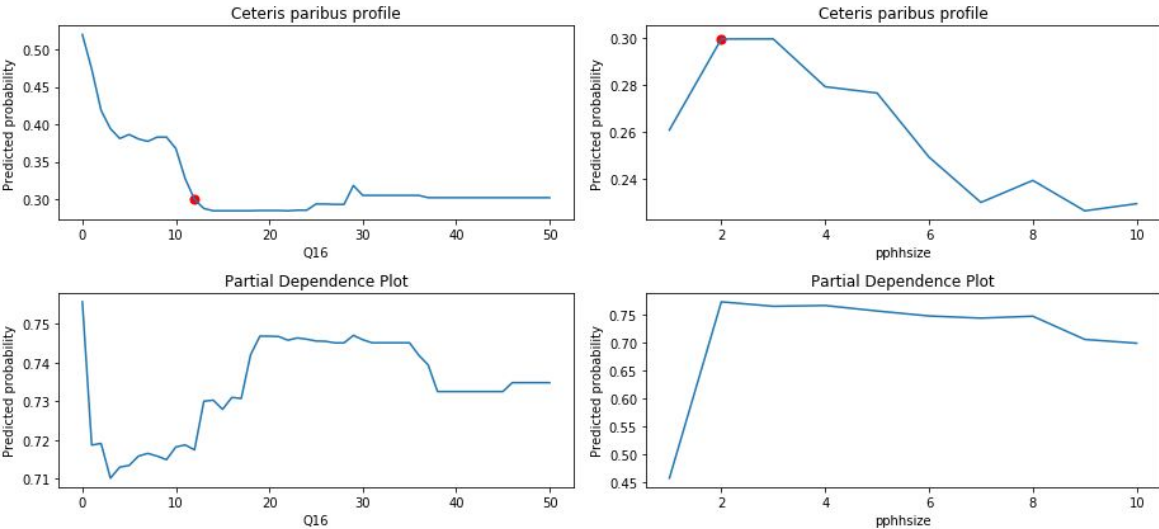 Ceteris paribus profile
Predicted probability
0.50
0.45
0.40
0.35
0.30
0 10 20 30 40 50
Q16
Ceteris paribus profile
Predicted probability
0.30
0.28
0.26
0.24
2 4 6 8 10
pphhsize
Partial Dependence Plot
Predicted probability
0.75
0.74
0.73
0.72
0.71
0 10 20 30 40 50
Q16
Partial Dependence Plot
Predicted probability
0.75
0.70
0.65
0.60
0.55
0.50
0.45
2 4 6 8 10
pphhsize